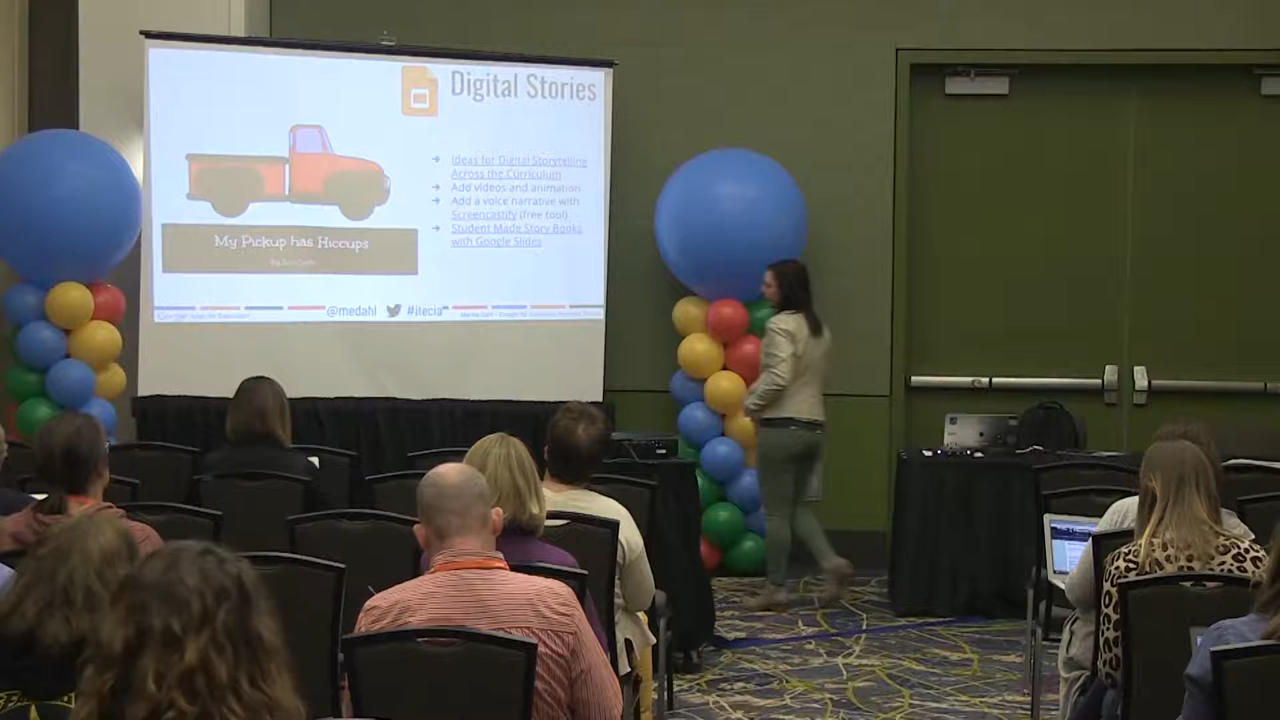 Digital Stories
➔ Ideas for Digital Storytelling
Across the Curriculum
➔ Add videos and animation
➔ Add a voice narrative with
Screencastify (free tool)
➔ Student Made Story Books
with Google Slides
My Pickup has Hiccups
@medahl #itecia